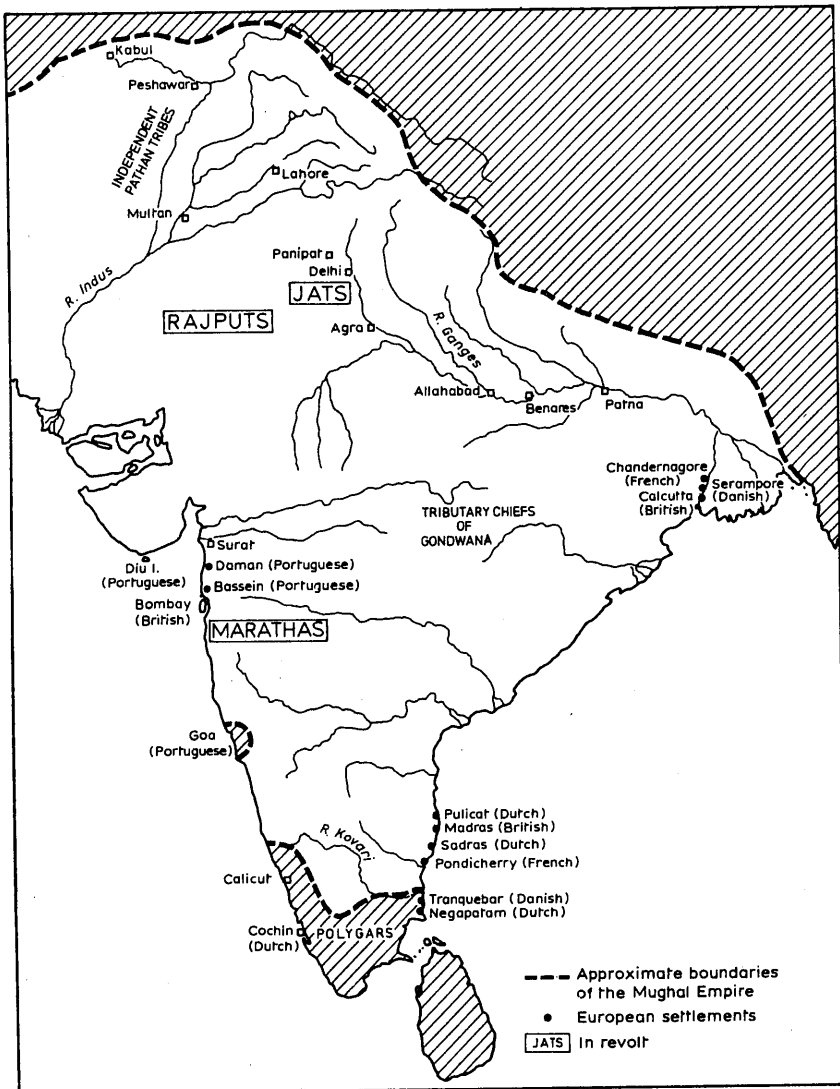 Kabul
Peshawar
INDEPENDENT
PATHAN TRIBES
Lahore
Multan
Panipat
Delhi
R. Indus
JATS
RAJPUTS
Agra
R. Ganges
Allahabad
Benares
Patna
Chandernagore
(French)
Serampore
(Danish)
Calcutta
(British)
TRIBUTARY CHIEFS
OF
GONDWANA
Surat
Diu I.
(Portuguese)
Daman (Portuguese)
Bassein (Portuguese)
Bombay
(British)
MARATHAS
Goa
(Portuguese)
R. Kovari
Pulicat (Dutch)
Madras (British)
Sadras (Dutch)
Pondicherry (French)
Calicut
Tranquebar (Danish)
Negapatam (Dutch)
Cochin
(Dutch)
POLYGARS
Approximate boundaries
of the Mughal Empire
European settlements
JATS In revolt